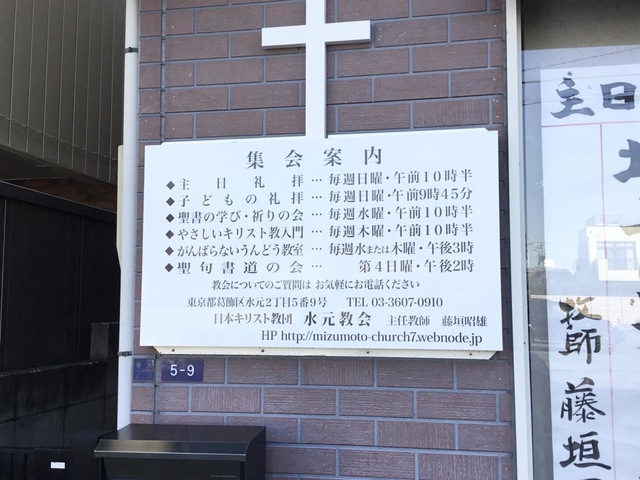 集会案内
◆主日礼拝…毎週日曜・午前10時半
◆子どもの礼拝…毎週日曜・午前9時45分
◆聖書の学び・祈りの会…毎週水曜・午前10時半
◆やさしいキリスト教入門…毎週木曜・午前10時半
◆がんばらないうんどう教室…毎週水または木曜・午後3時
◆聖句書道の会…第4日曜・午後2時
教会についてのご質問は お気軽にお電話ください
東京都葛飾区水元2丁目5番9号 TEL 03-3607-0910
日本キリスト教団 水元教会 主任教師 藤垣昭雄
HP http://mizumoto-church7.webnode.jp
5-9
主日
牧師 藤垣